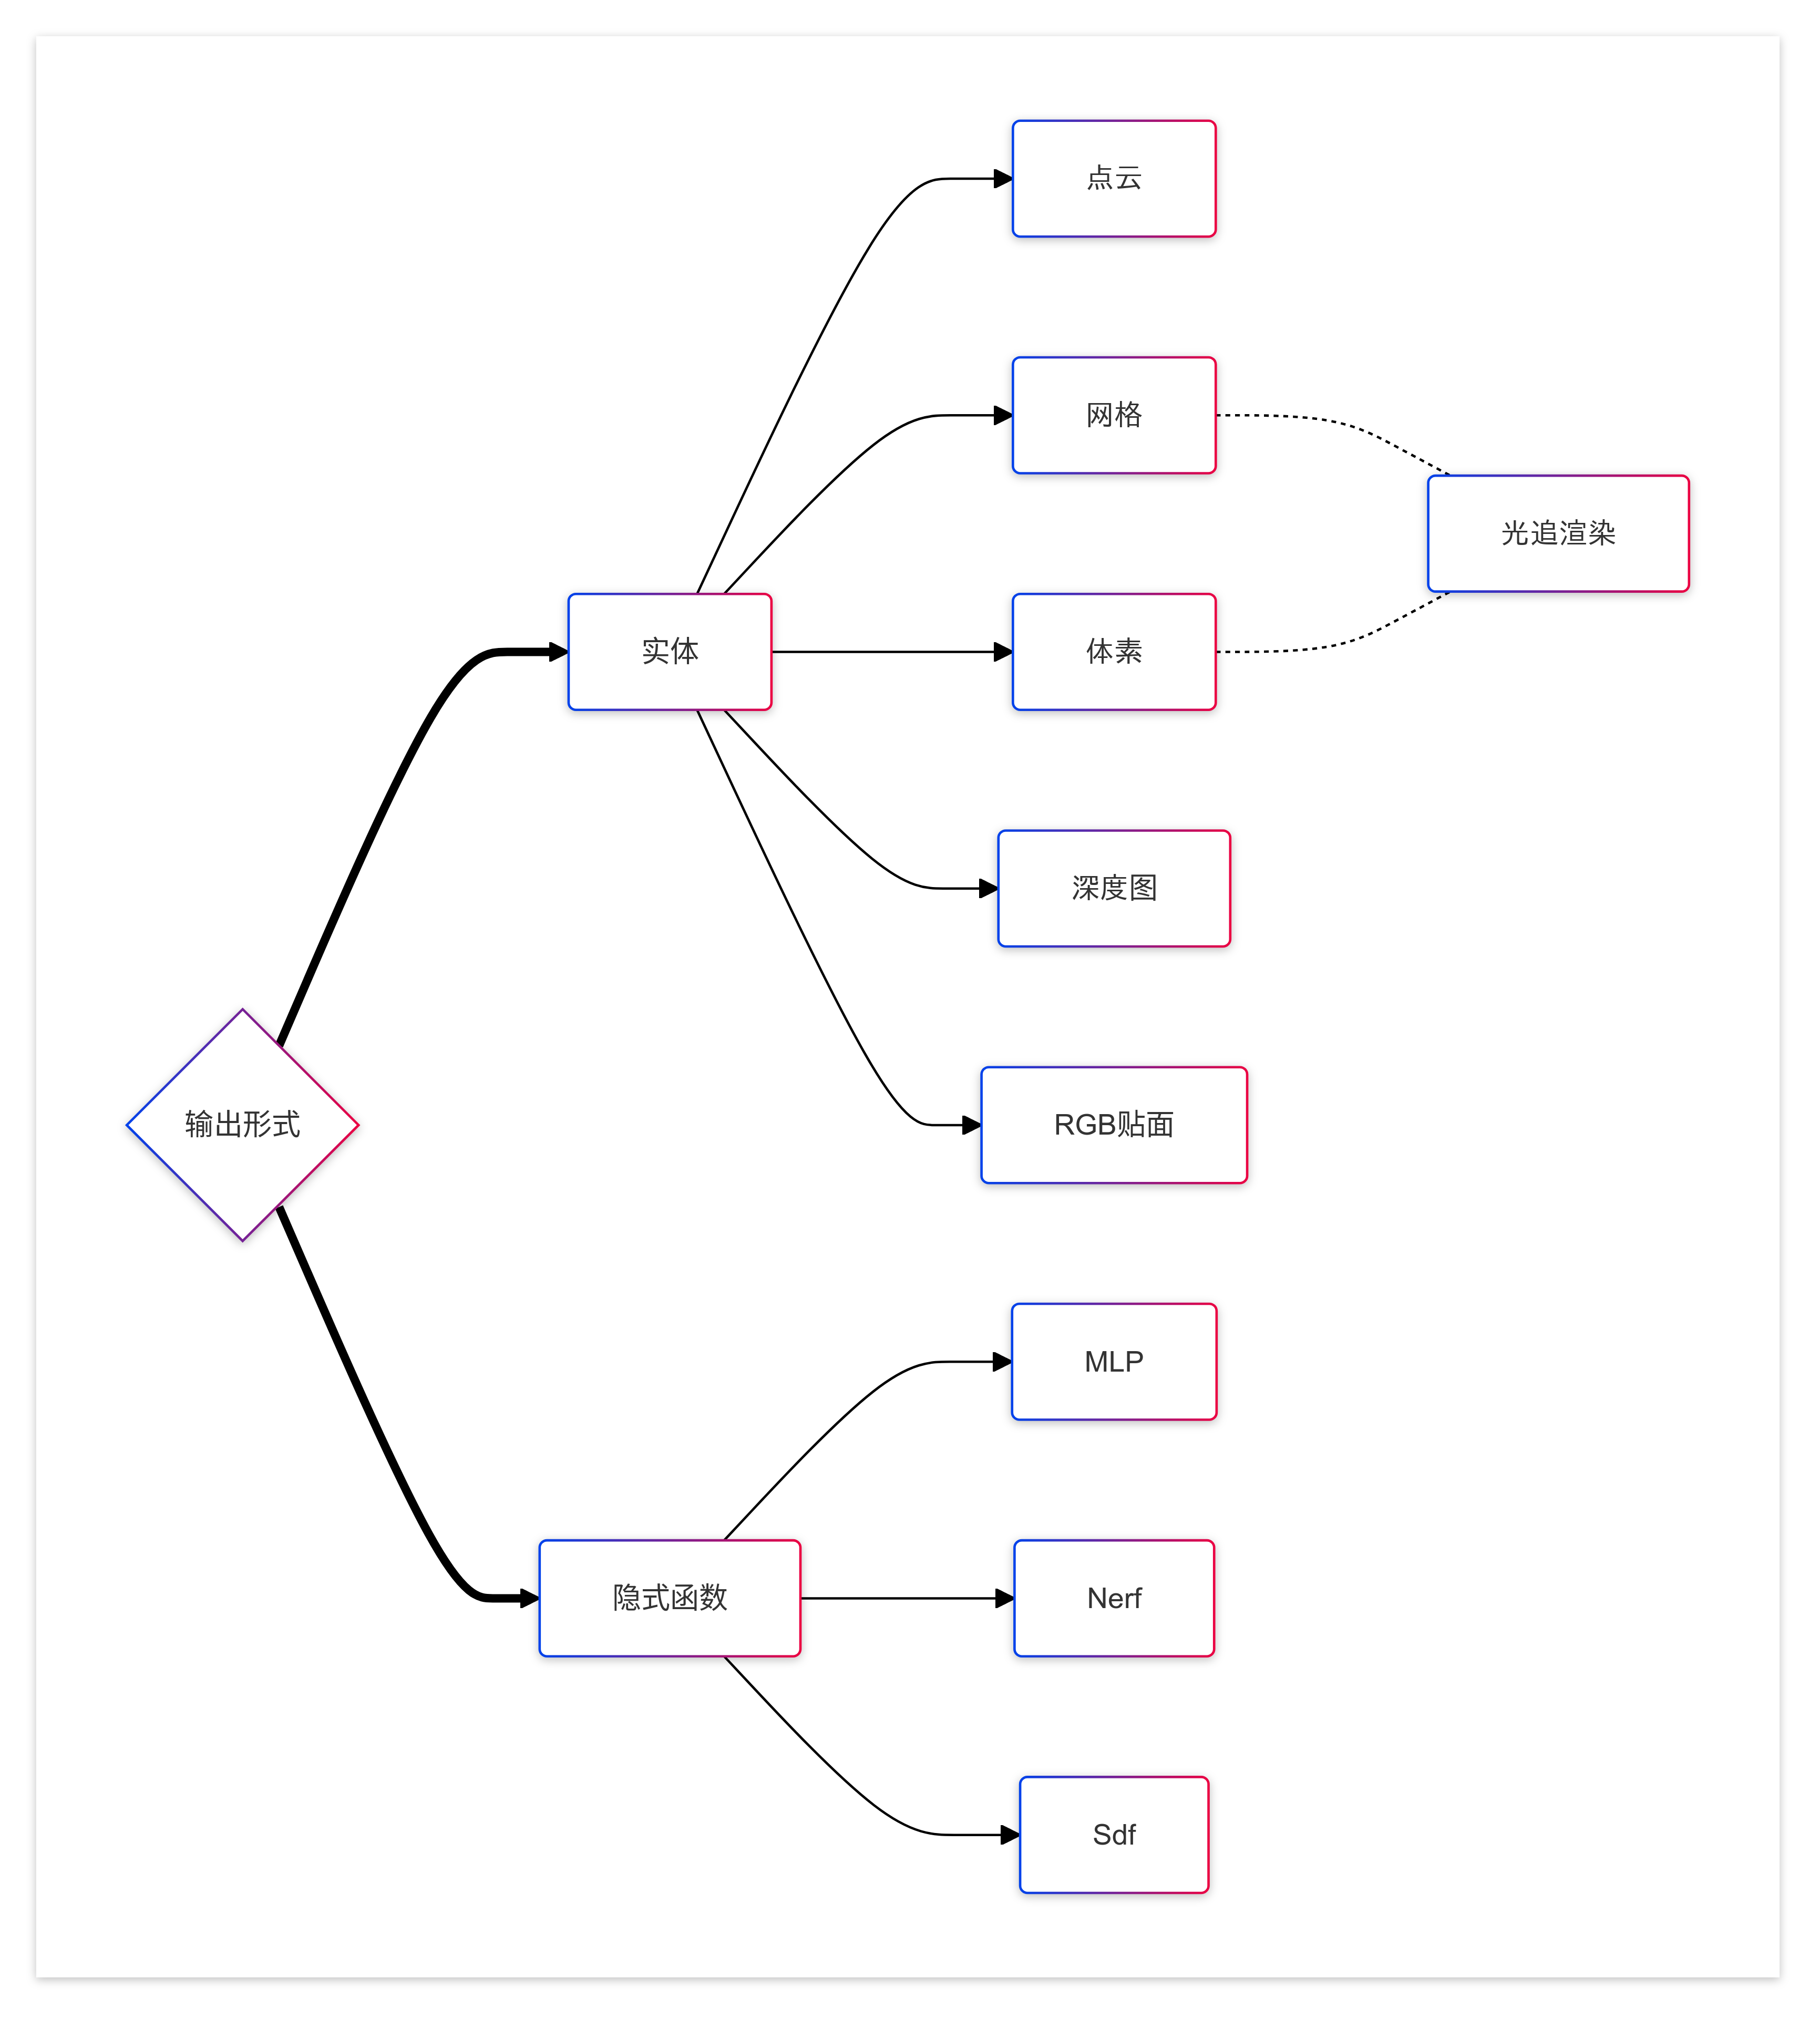 点云
网格
光追渲染
实体
体素
深度图
输出形式
RGB贴面
MLP
隐式函数
Nerf
Sdf